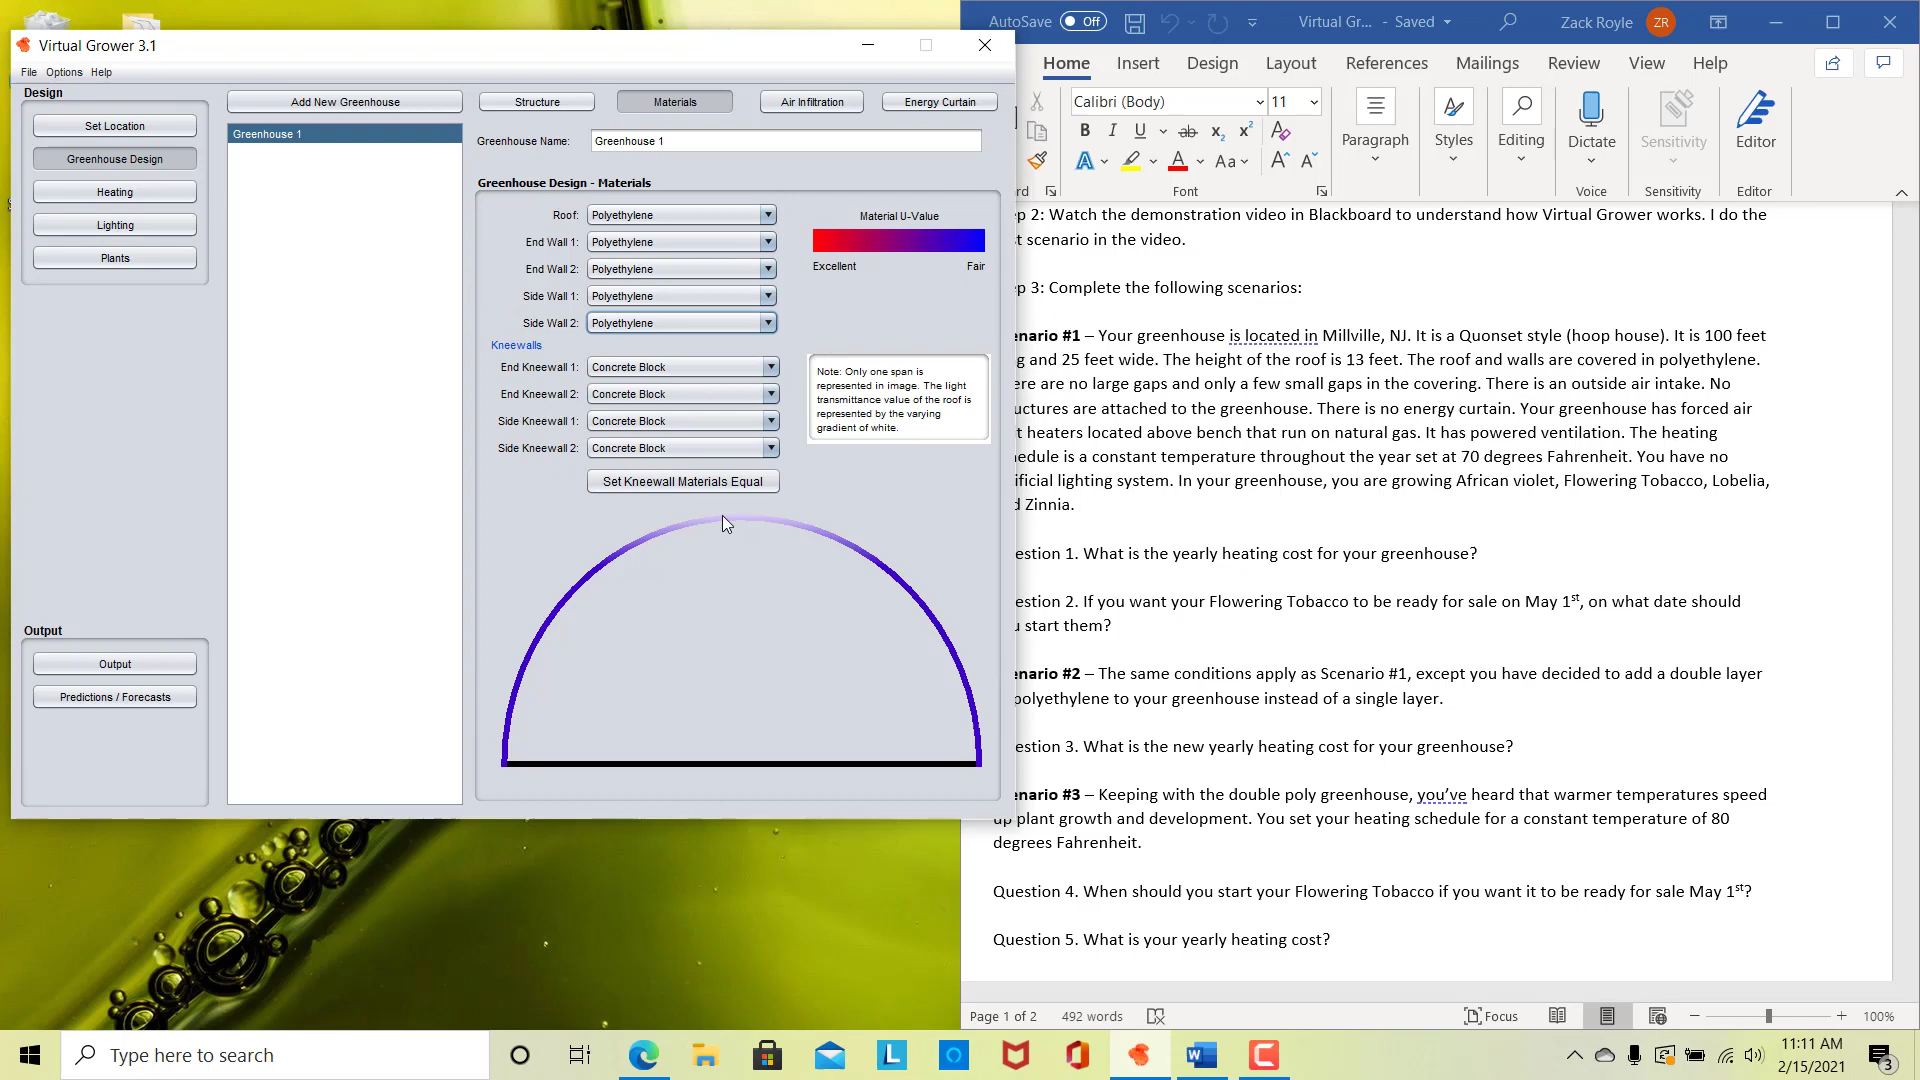 Virtual Grower 3.1
File Options Help
Design
Set Location
Greenhouse Design
Heating
Lighting
Plants
Output
Output
Predictions / Forecasts
Add New Greenhouse
Greenhouse 1
Structure
Materials
Air Infiltration
Energy Curtain
Greenhouse Name: Greenhouse 1
Greenhouse Design - Materials
Roof: Polyethylene
End Wall 1: Polyethylene
End Wall 2: Polyethylene
Side Wall 1: Polyethylene
Side Wall 2: Polyethylene
Kneewalls
End Kneewall 1: Concrete Block
End Kneewall 2: Concrete Block
Side Kneewall 1: Concrete Block
Side Kneewall 2: Concrete Block
Set Kneewall Materials Equal
Material U-Value
Excellent Fair
Note: Only one span is
represented in image. The light
transmittance value of the roof is
represented by the varying
gradient of white.
AutoSave Off Virtual Gr... - Saved Zack Royle ZR
Home Insert Design Layout References Mailings Review View Help
Calibri (Body) 11
B I U ab x₂ x² A
A A Aa A A
Paragraph
Styles
Editing
Dictate
Sensitivity
Editor
rd Font Voice Sensitivity Editor
p 2: Watch the demonstration video in Blackboard to understand how Virtual Grower works. I do the
t scenario in the video.
p 3: Complete the following scenarios:
enario #1 – Your greenhouse is located in Millville, NJ. It is a Quonset style (hoop house). It is 100 feet
g and 25 feet wide. The height of the roof is 13 feet. The roof and walls are covered in polyethylene.
ere are no large gaps and only a few small gaps in the covering. There is an outside air intake. No
uctures are attached to the greenhouse. There is no energy curtain. Your greenhouse has forced air
t heaters located above bench that run on natural gas. It has powered ventilation. The heating
edule is a constant temperature throughout the year set at 70 degrees Fahrenheit. You have no
ificial lighting system. In your greenhouse, you are growing African violet, Flowering Tobacco, Lobelia,
d Zinnia.
estion 1. What is the yearly heating cost for your greenhouse?
estion 2. If you want your Flowering Tobacco to be ready for sale on May 1st, on what date should
u start them?
enario #2 – The same conditions apply as Scenario #1, except you have decided to add a double layer
polyethylene to your greenhouse instead of a single layer.
estion 3. What is the new yearly heating cost for your greenhouse?
enario #3 – Keeping with the double poly greenhouse, you've heard that warmer temperatures speed
up plant growth and development. You set your heating schedule for a constant temperature of 80
degrees Fahrenheit.
Question 4. When should you start your Flowering Tobacco if you want it to be ready for sale May 1st?
Question 5. What is your yearly heating cost?
Page 1 of 2 492 words Focus 100%
Type here to search
L
11:11 AM
2/15/2021
3